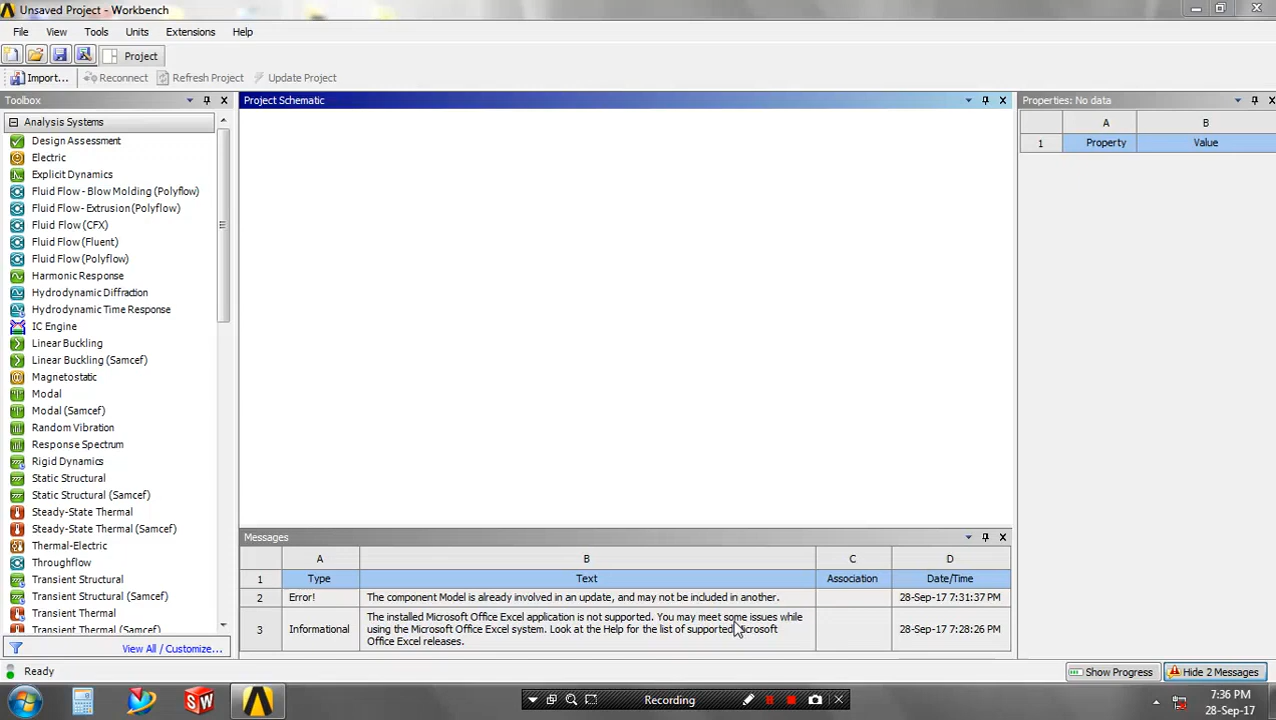 Unsaved Project - Workbench
File View Tools Units Extensions Help
Project
Import... Reconnect Refresh Project Update Project
Toolbox
Analysis Systems
Design Assessment
Electric
Explicit Dynamics
Fluid Flow - Blow Molding (Polyflow)
Fluid Flow - Extrusion (Polyflow)
Fluid Flow (CFX)
Fluid Flow (Fluent)
Fluid Flow (Polyflow)
Harmonic Response
Hydrodynamic Diffraction
Hydrodynamic Time Response
IC Engine
Linear Buckling
Linear Buckling (Samcef)
Magnetostatic
Modal
Modal (Samcef)
Random Vibration
Response Spectrum
Rigid Dynamics
Static Structural
Static Structural (Samcef)
Steady-State Thermal
Steady-State Thermal (Samcef)
Thermal-Electric
Throughflow
Transient Structural
Transient Structural (Samcef)
Transient Thermal
Transient Thermal (Samcef)
View All / Customize...
Project Schematic
Properties: No data
A B
1 Property Value
Messages
A B C D
1 Type Text Association Date/Time
2 Error! The component Model is already involved in an update, and may not be included in another. 28-Sep-17 7:31:37 PM
The installed Microsoft Office Excel application is not supported. You may meet some issues while
3 Informational using the Microsoft Office Excel system. Look at the Help for the list of supported Microsoft 28-Sep-17 7:28:26 PM
Office Excel releases.
Ready Show Progress Hide 2 Messages
SW Recording 7:36 PM
28-Sep-17